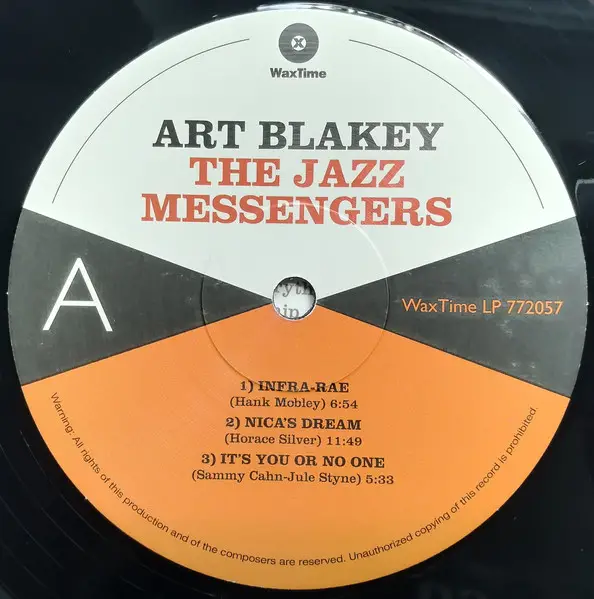 WaxTime
ART BLAKEY
THE JAZZ
MESSENGERS
A
WaxTime LP 772057
1) INFRA-RAE
(Hank Mobley) 6:54
2) NICA'S DREAM
(Horace Silver) 11:49
3) IT'S YOU OR NO ONE
(Sammy Cahn-Jule Styne) 5:33
Warning: All rights of this production and of the composers are reserved. Unauthorized copying of this record is prohibited.